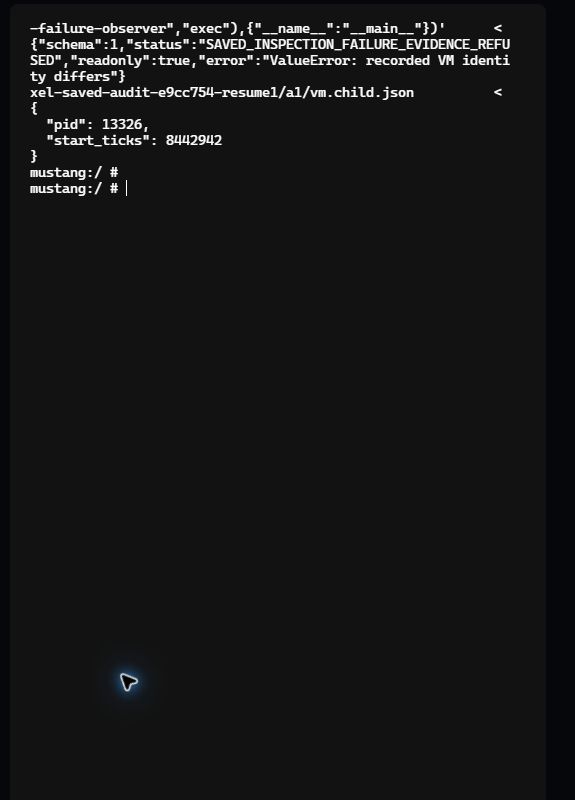 -failure-observer","exec"),{"__name__":"__main__"})'      <
{"schema":1,"status":"SAVED_INSPECTION_FAILURE_EVIDENCE_REFU
SED","readonly":true,"error":"ValueError: recorded VM identi
ty differs"}
xel-saved-audit-e9cc754-resume1/a1/vm.child.json          <
{
  "pid": 13326,
  "start_ticks": 8442942
}
mustang:/ #
mustang:/ #